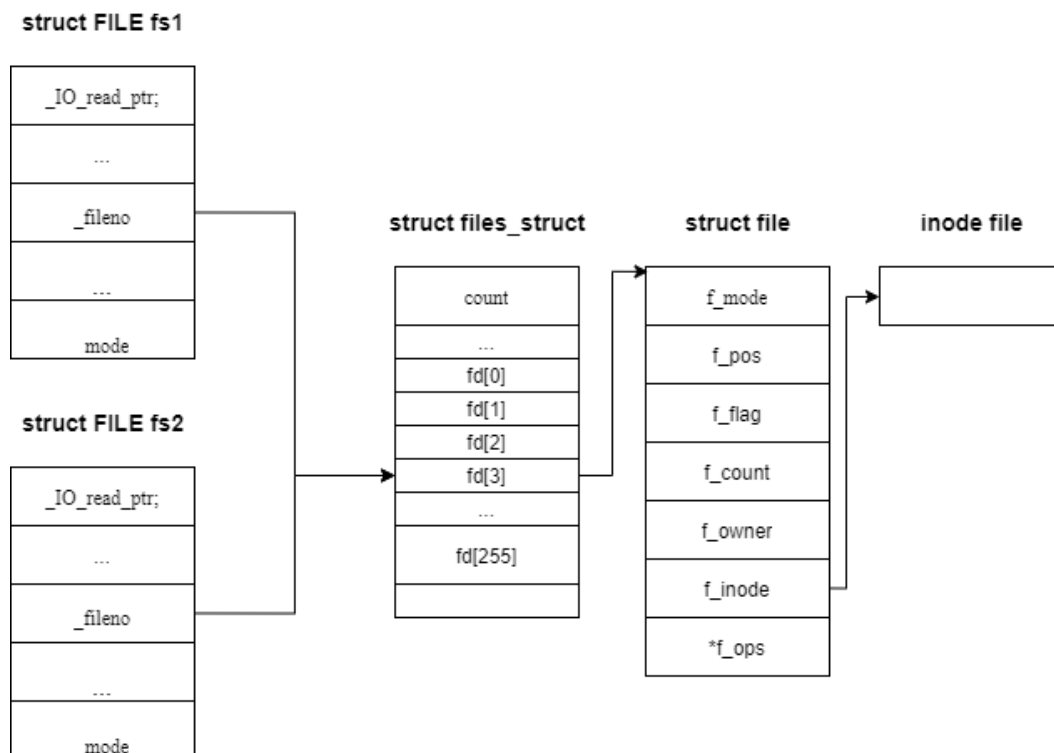 struct FILE fs1
_IO_read_ptr;
...
_fileno
...
mode
struct FILE fs2
_IO_read_ptr;
...
_fileno
...
mode
struct files_struct
count
...
fd[0]
fd[1]
fd[2]
fd[3]
...
fd[255]
struct file
f_mode
f_pos
f_flag
f_count
f_owner
f_inode
*f_ops
inode file